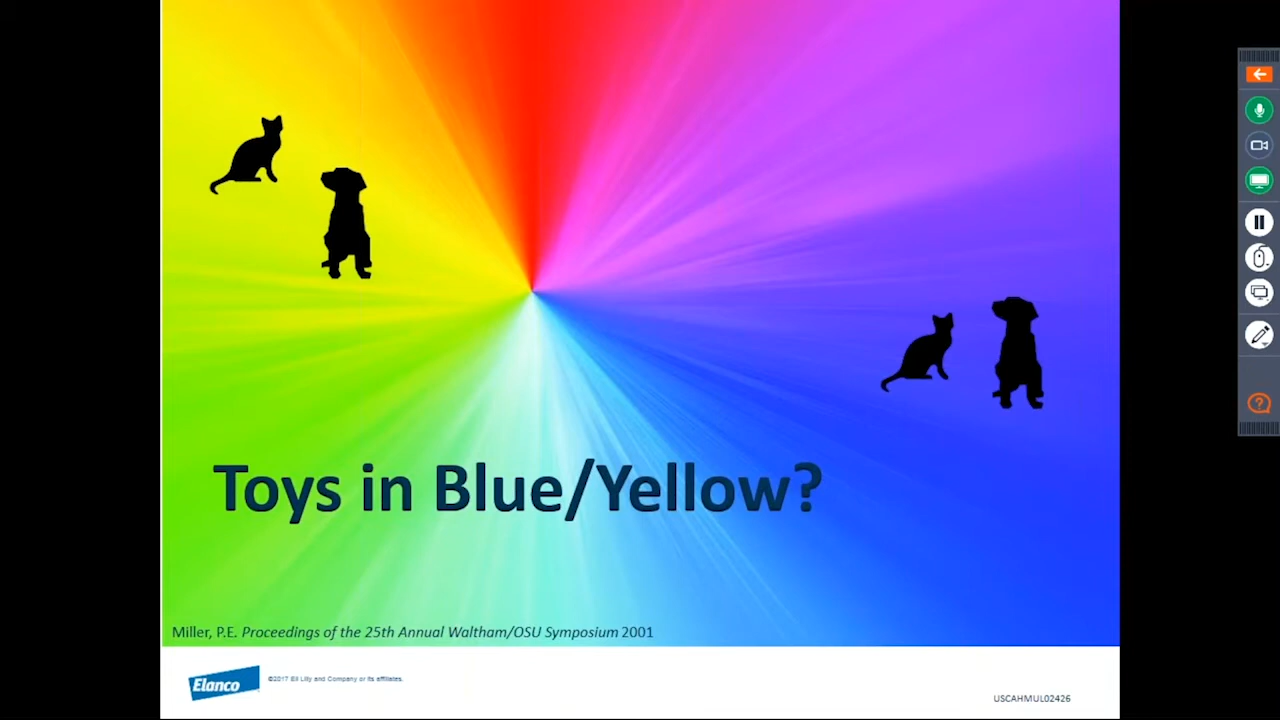 Toys in Blue/Yellow?
Miller, P.E. Proceedings of the 25th Annual Waltham/OSU Symposium 2001
Elanco
©2017 Eli Lilly and Company or its affiliates.
USCAHMUL02426